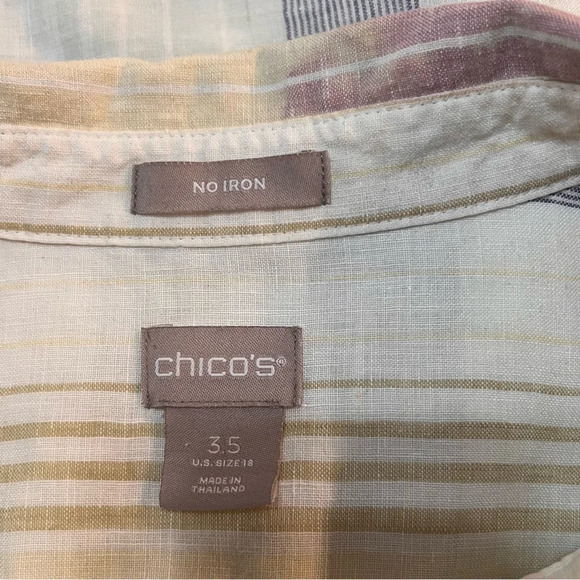 NO IRON
chico's®
3.5
U.S. SIZE 18
MADE IN
THAILAND